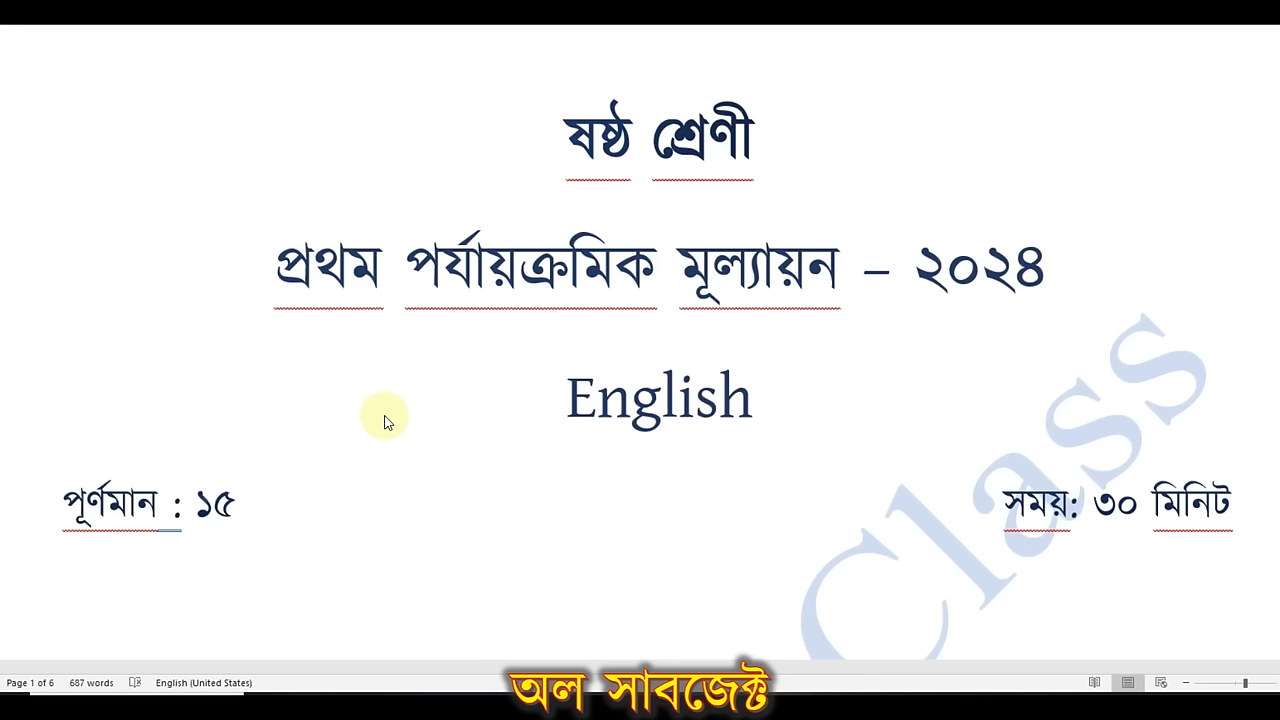 ষষ্ঠ শ্রেণী
প্রথম পর্যায়ক্রমিক মূল্যায়ন – ২০২৪
English
পূর্ণমান : ১৫
সময়: ৩০ মিনিট
Class
Page 1 of 6 687 words English (United States)
অল সাবজেক্ট